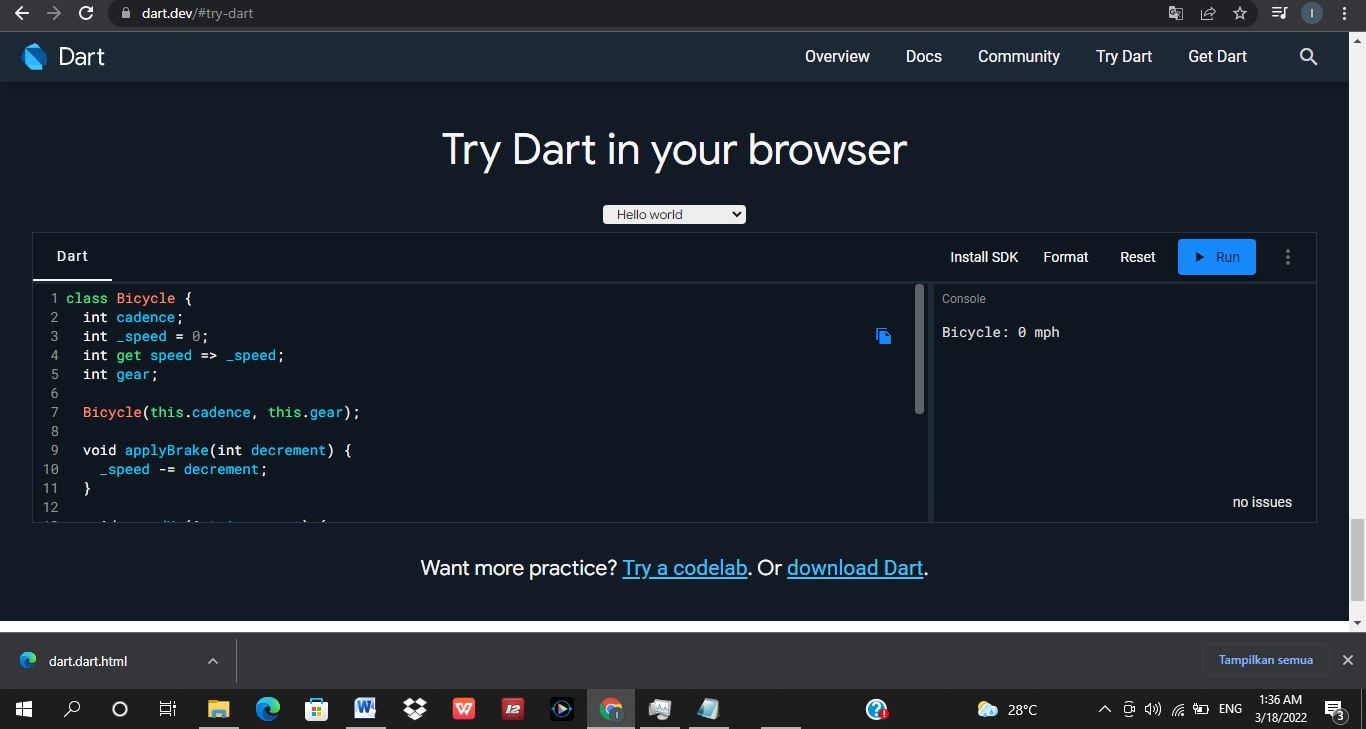 dart.dev/#try-dart
I
Dart
Overview Docs Community Try Dart Get Dart
Try Dart in your browser
Hello world
Dart
Install SDK Format Reset Run
1 class Bicycle {
2 int cadence;
3 int _speed = 0;
4 int get speed => _speed;
5 int gear;
6
7 Bicycle(this.cadence, this.gear);
8
9 void applyBrake(int decrement) {
10 _speed -= decrement;
11 }
12
Console
Bicycle: 0 mph
no issues
Want more practice? Try a codelab. Or download Dart.
dart.dart.html
Tampilkan semua
28°C
ENG
1:36 AM
3/18/2022
3